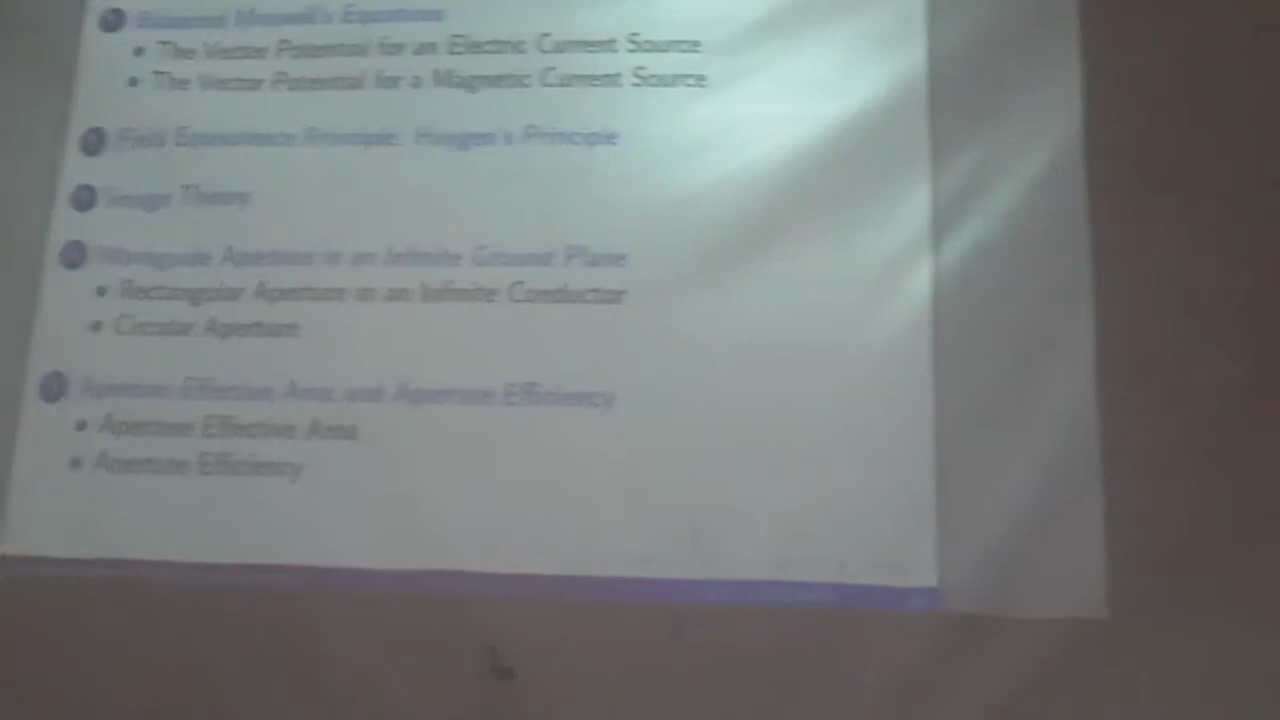 Maxwell's Equations
The Vector Potential for an Electric Current Source
The Vector Potential for a Magnetic Current Source
Field Equivalence Principle: Huygen's Principle
Image Theory
Waveguide Aperture in an Infinite Ground Plane
Rectangular Aperture in an Infinite Conductor
Circular Aperture
Aperture Effective Area and Aperture Efficiency
Aperture Effective Area
Aperture Efficiency